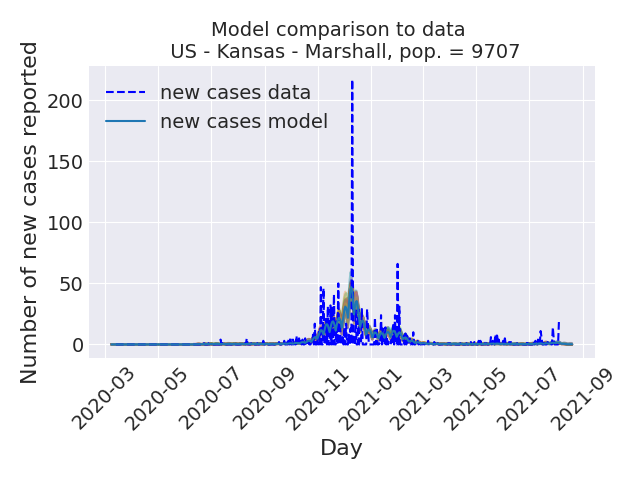 Model comparison to data
US - Kansas - Marshall, pop. = 9707
Number of new cases reported
200
150
100
50
0
new cases data
new cases model
2020-03
2020-05
2020-07
2020-09
2020-11
2021-01
2021-03
2021-05
2021-07
2021-09
Day